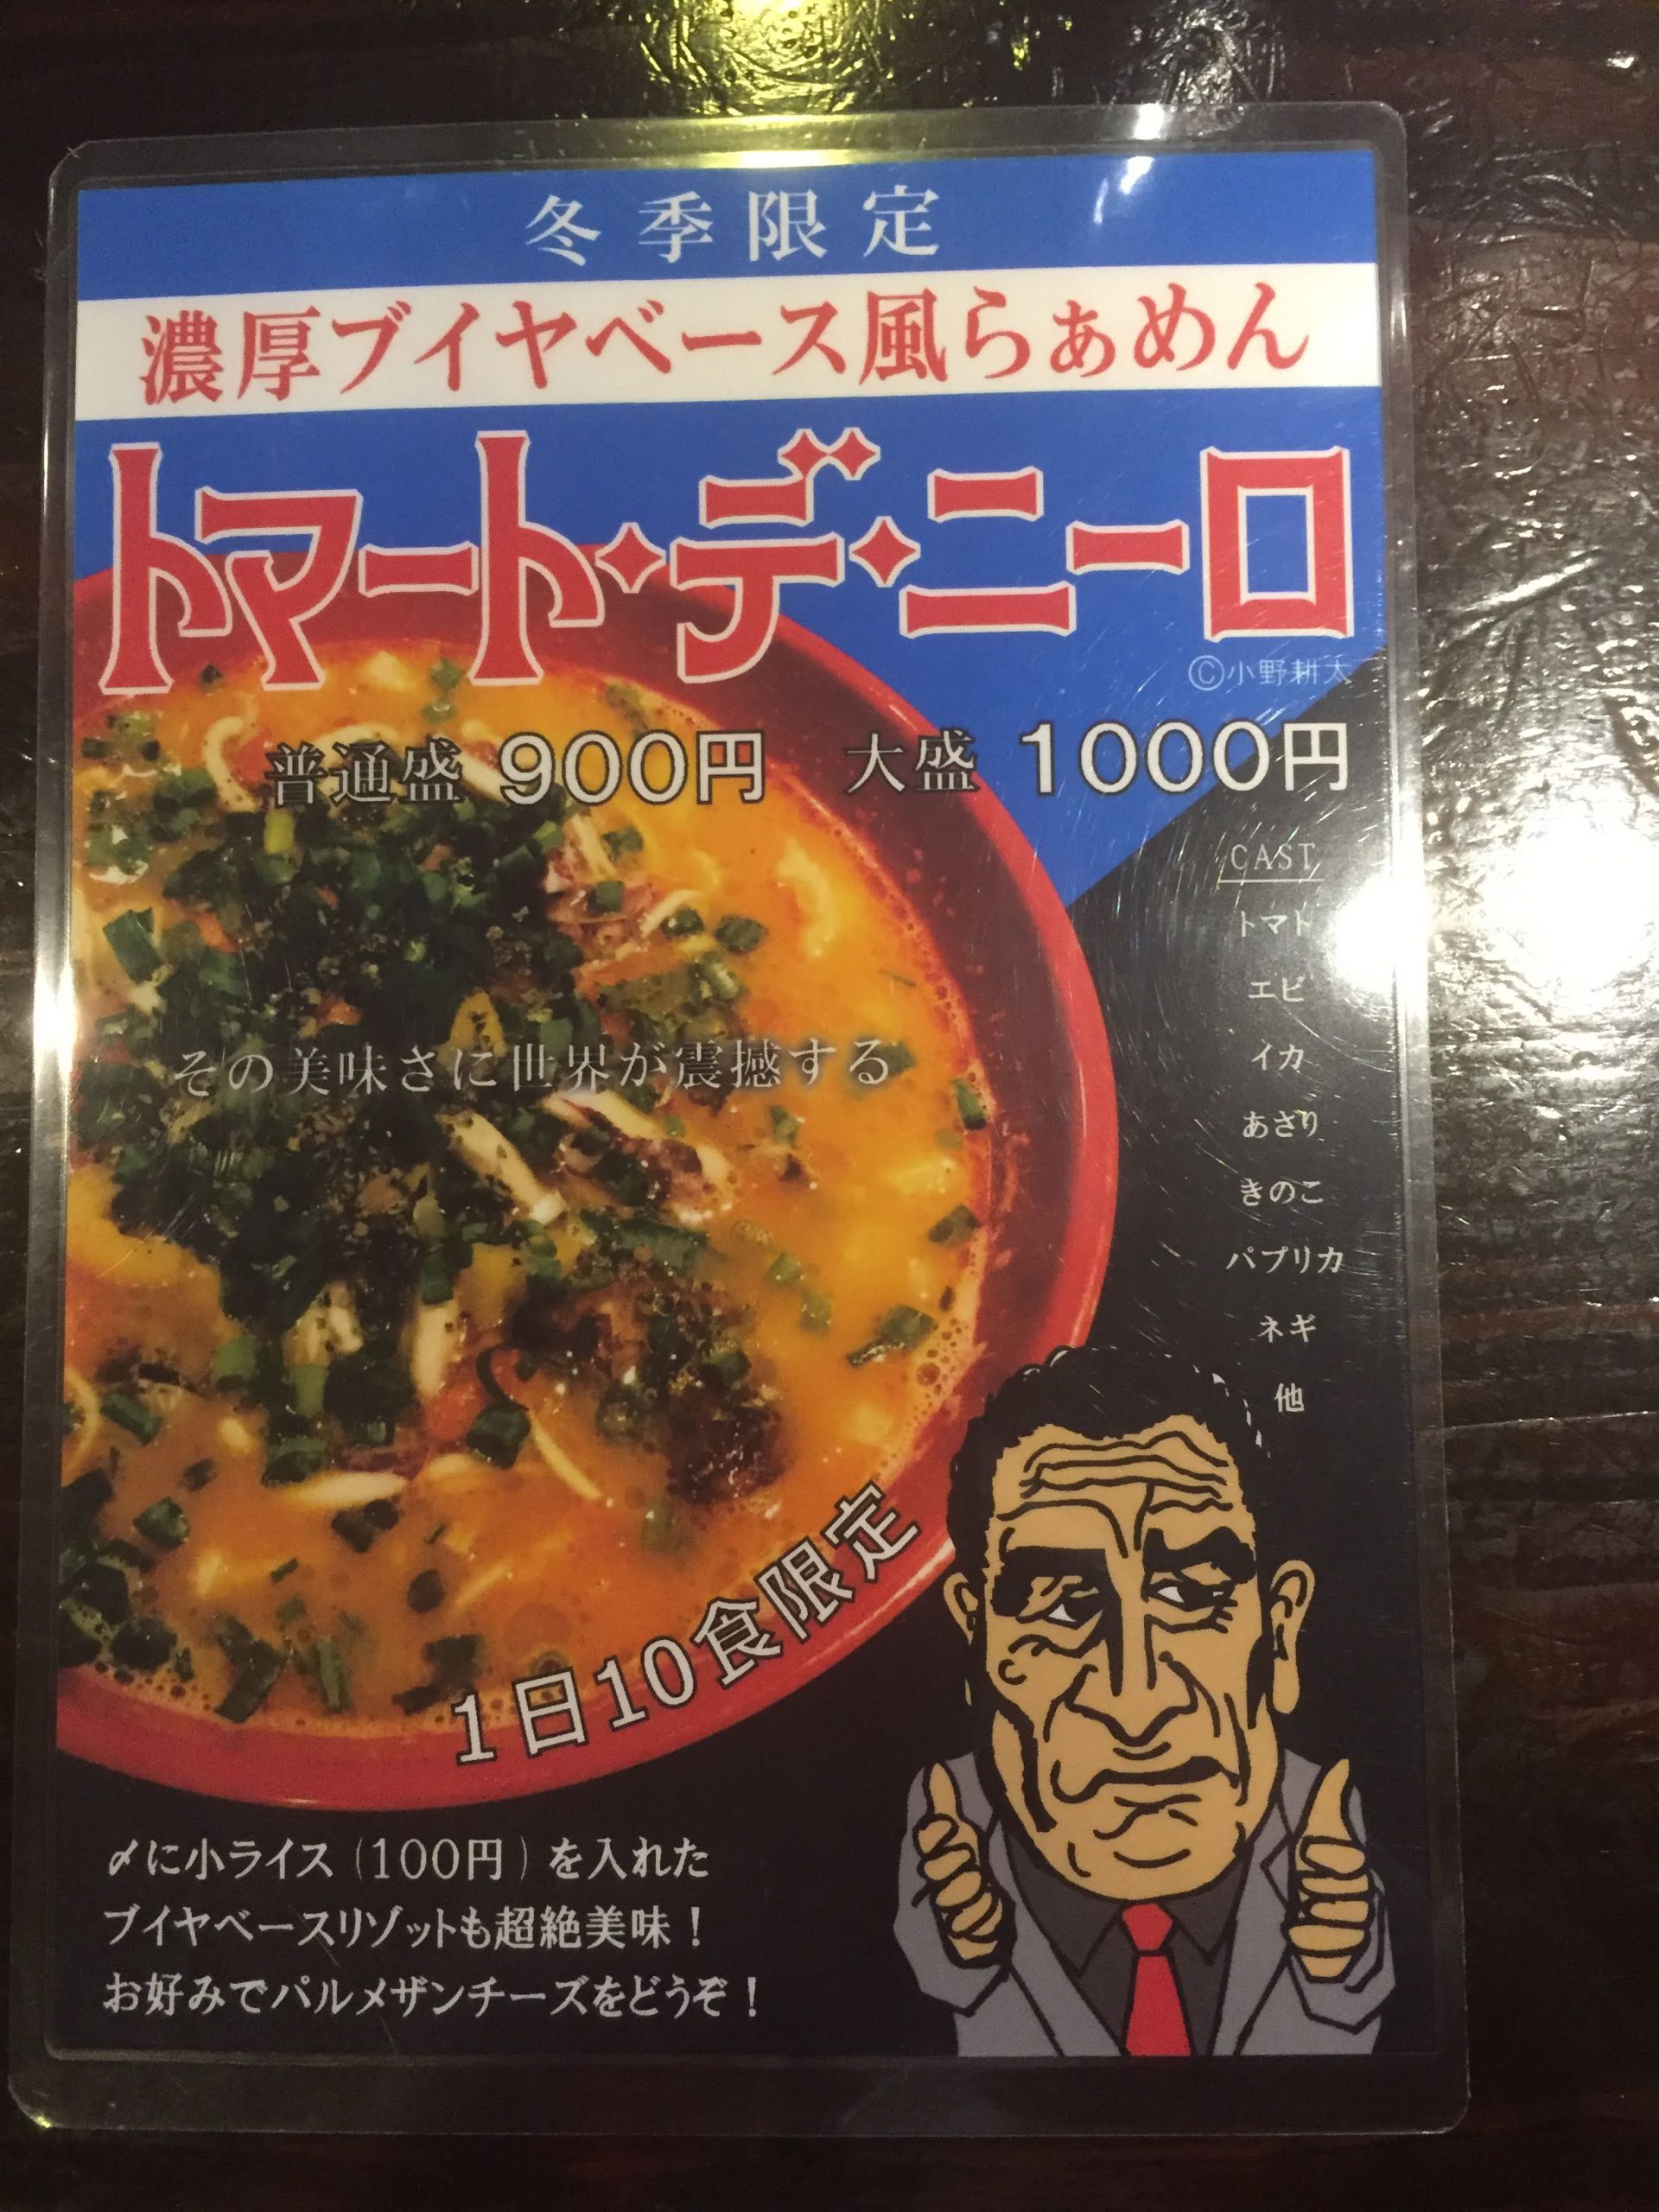 冬季限定
濃厚ブイヤベース風らぁめん
トマート・デ・ニーロ
Ⓒ小野耕太
普通盛 900円 大盛 1000円
CAST
トマト
エビ
イカ
あさり
きのこ
パプリカ
ネギ
他
その美味さに世界が震撼する
1日10食限定
〆に小ライス(100円)を入れた
ブイヤベースリゾットも超絶美味!
お好みでパルメザンチーズをどうぞ!